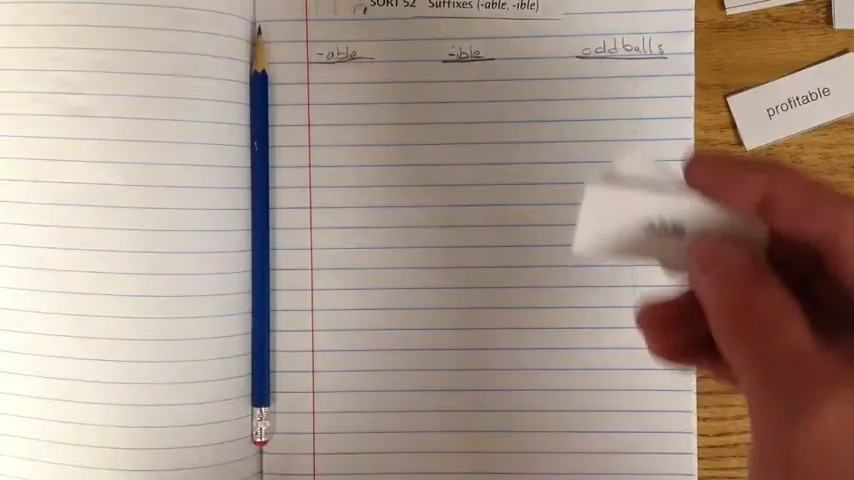 SORT 52 Suffixes (-able, -ible)
-able -ible oddballs
profitable